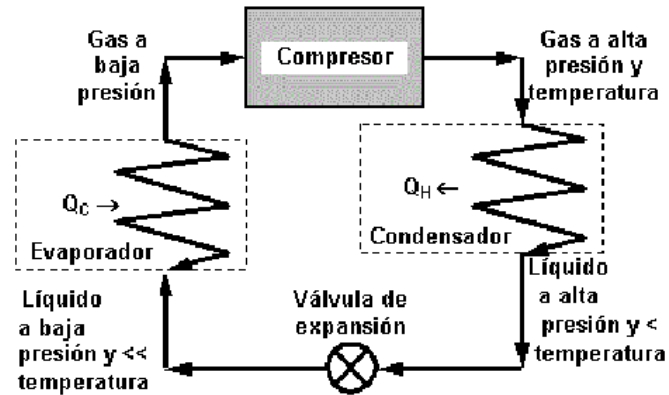 Gas a
baja
presión
Compresor
Gas a alta
presión y
temperatura
Q_C →
Evaporador
Q_H ←
Condensador
Líquido
a baja
presión y <<
temperatura
Válvula de
expansión
Líquido
a alta
presión y <
temperatura